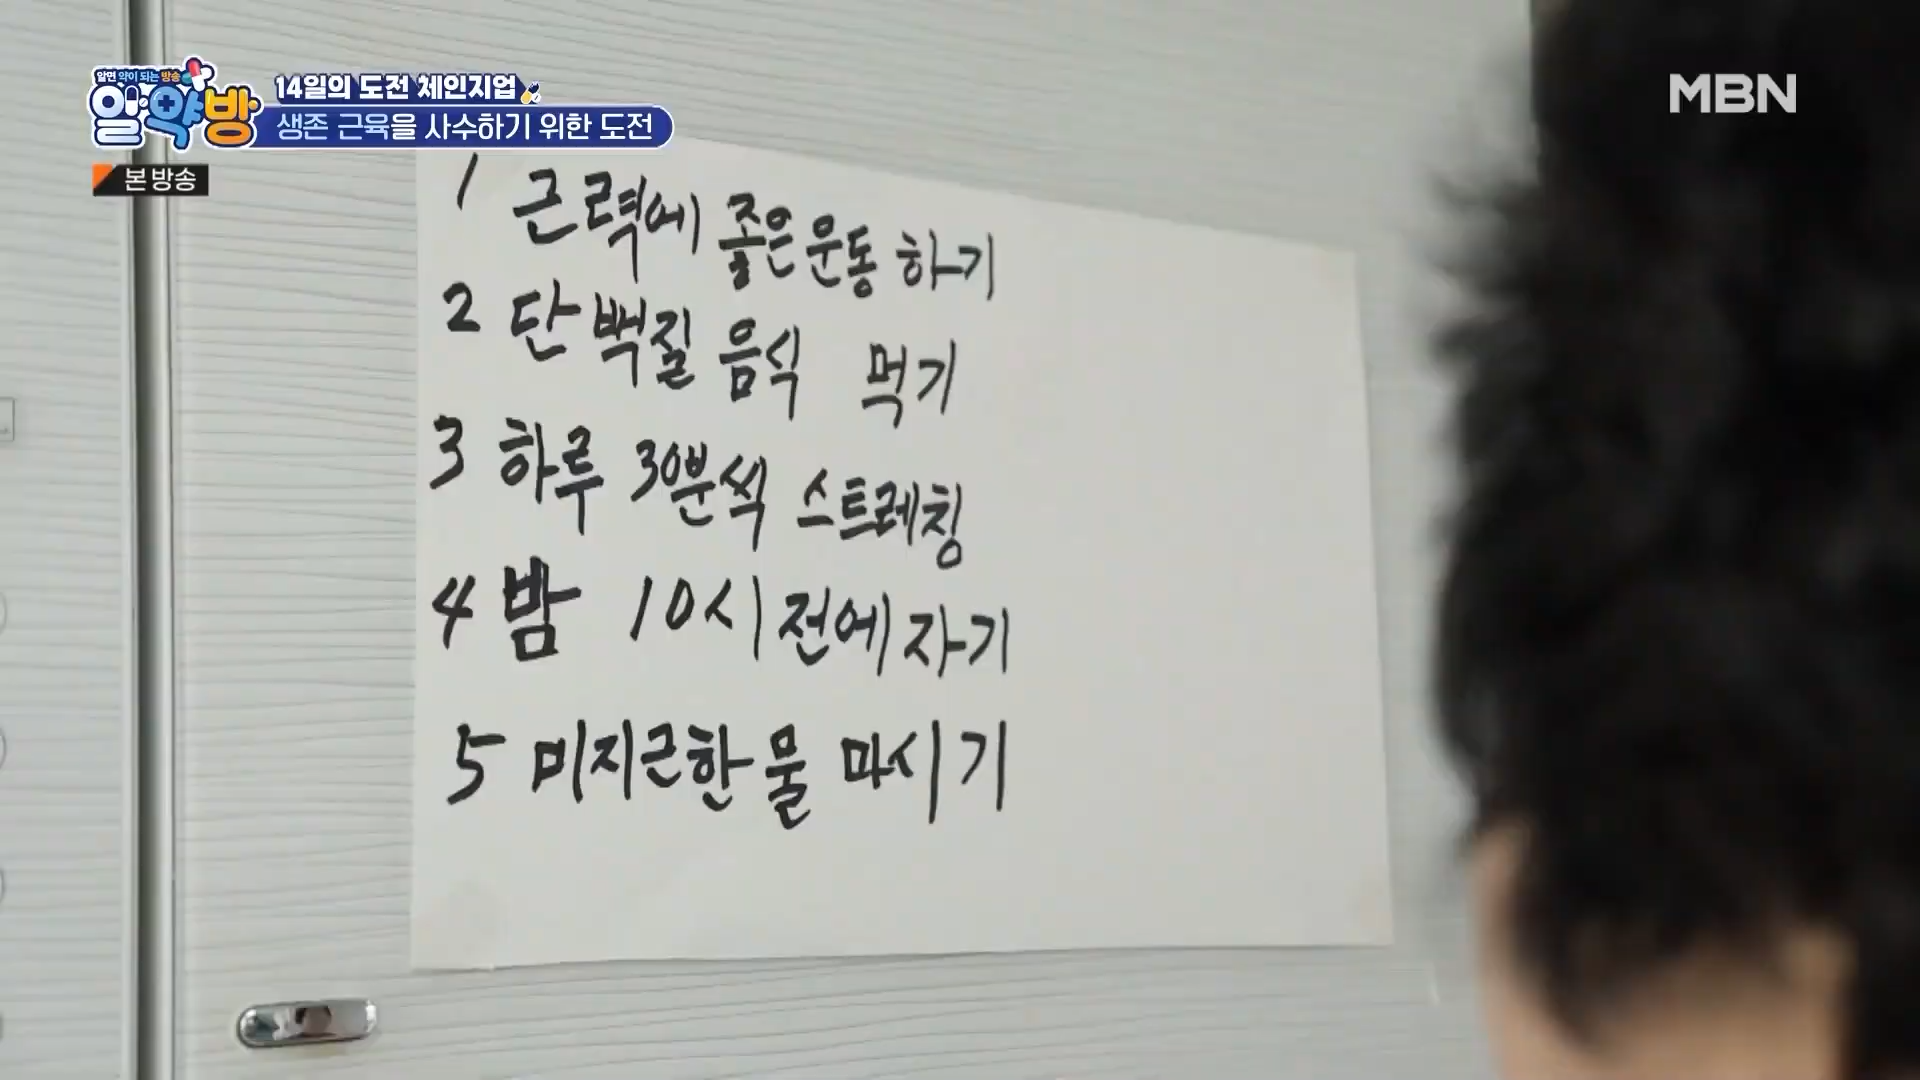 알면 약이 되는 방송
알약방
14일의 도전 체인지업
생존 근육을 사수하기 위한 도전
본 방송
MBN
1 근력에 좋은 운동 하기
2 단백질 음식 먹기
3 하루 30분씩 스트레칭
4 밤 10시 전에 자기
5 미지근한 물 마시기